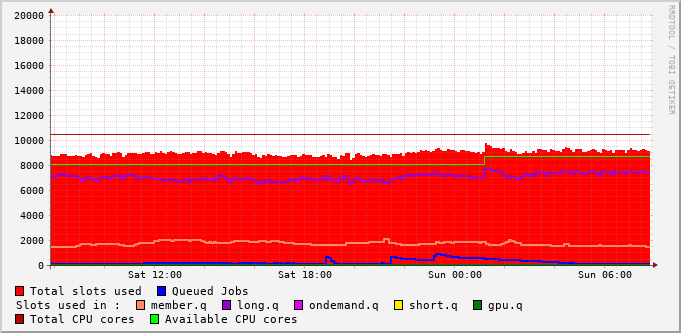 20000
18000
16000
14000
12000
10000
8000
6000
4000
2000
0
Sat 12:00 Sat 18:00 Sun 00:00 Sun 06:00
RRDTOOL / TOBI OETIKER
Total slots used Queued Jobs
Slots used in : member.q long.q ondemand.q short.q gpu.q
Total CPU cores Available CPU cores